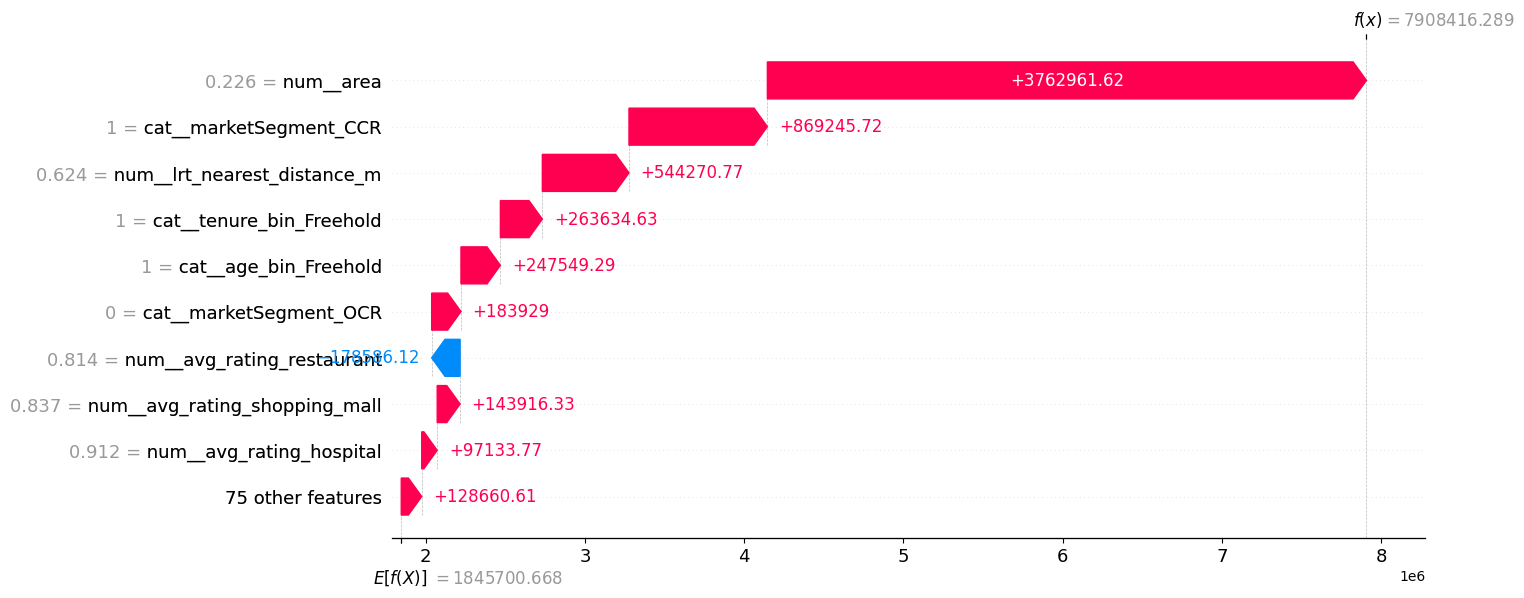 f(x) = 7908416.289
0.226 = num__area +3762961.62
1 = cat__marketSegment_CCR +869245.72
0.624 = num__lrt_nearest_distance_m +544270.77
1 = cat__tenure_bin_Freehold +263634.63
1 = cat__age_bin_Freehold +247549.29
0 = cat__marketSegment_OCR +183929
0.814 = num__avg_rating_restaurant −178586.12
0.837 = num__avg_rating_shopping_mall +143916.33
0.912 = num__avg_rating_hospital +97133.77
75 other features +128660.61
2 3 4 5 6 7 8
E[f(X)] = 1845700.668 1e6